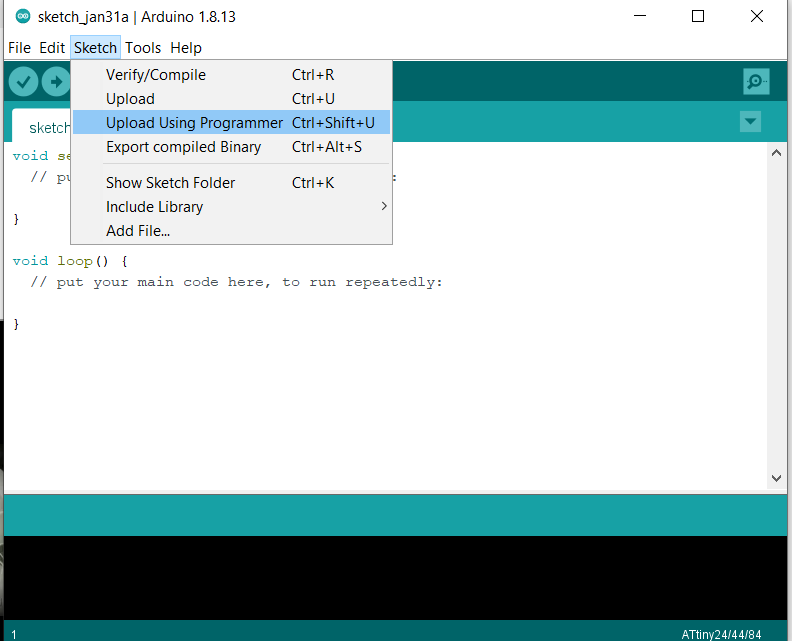 sketch_jan31a | Arduino 1.8.13
File Edit Sketch Tools Help
Verify/Compile Ctrl+R
Upload Ctrl+U
Upload Using Programmer Ctrl+Shift+U
Export compiled Binary Ctrl+Alt+S
Show Sketch Folder Ctrl+K
Include Library
Add File...
sketch
void se
// pu :
}
void loop() {
// put your main code here, to run repeatedly:
}
1 ATtiny24/44/84